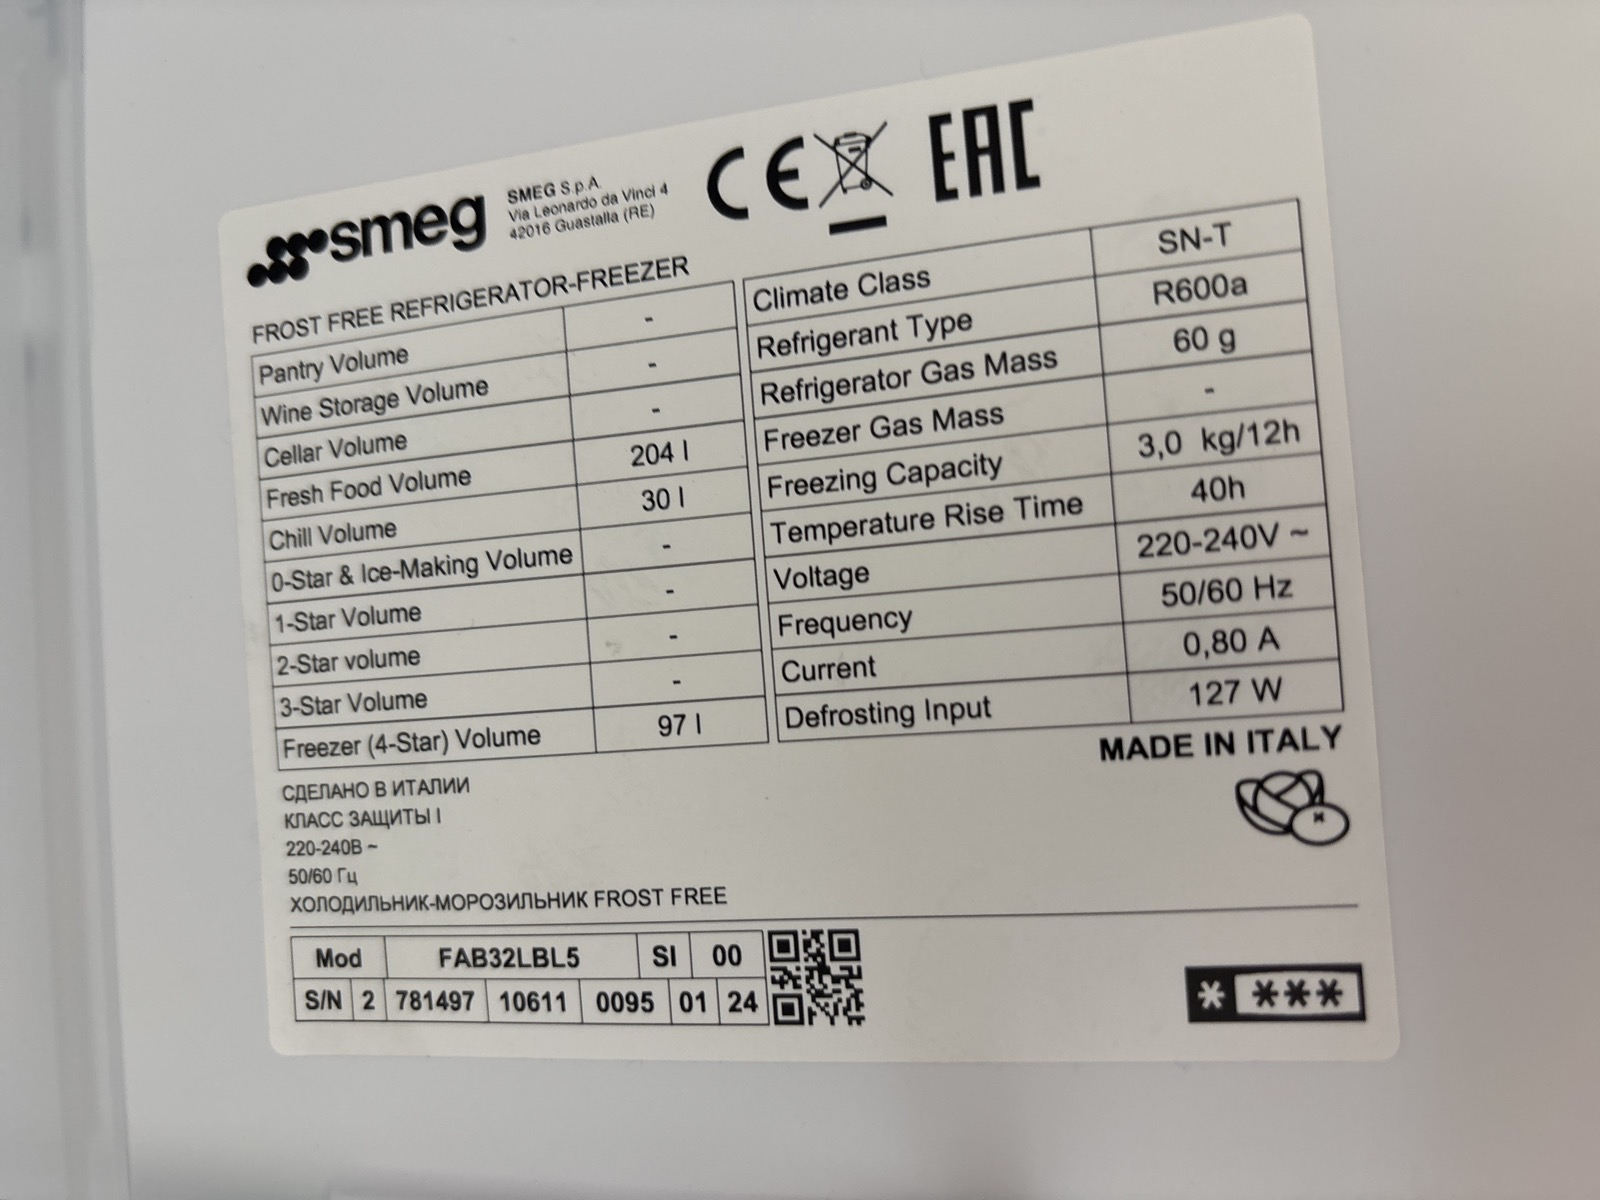 smeg
SMEG S.p.A.
Via Leonardo da Vinci 4
42016 Guastalla (RE)
CE
EAC
FROST FREE REFRIGERATOR-FREEZER
Pantry Volume -
Wine Storage Volume -
Cellar Volume -
Fresh Food Volume 204 l
Chill Volume 30 l
0-Star & Ice-Making Volume -
1-Star Volume -
2-Star volume -
3-Star Volume -
Freezer (4-Star) Volume 97 l
Climate Class SN-T
Refrigerant Type R600a
Refrigerator Gas Mass 60 g
Freezer Gas Mass -
Freezing Capacity 3,0 kg/12h
Temperature Rise Time 40h
Voltage 220-240V ~
Frequency 50/60 Hz
Current 0,80 A
Defrosting Input 127 W
MADE IN ITALY
СДЕЛАНО В ИТАЛИИ
КЛАСС ЗАЩИТЫ I
220-240В ~
50/60 Гц
ХОЛОДИЛЬНИК-МОРОЗИЛЬНИК FROST FREE
Mod FAB32LBL5 SI 00
S/N 2 781497 10611 0095 01 24